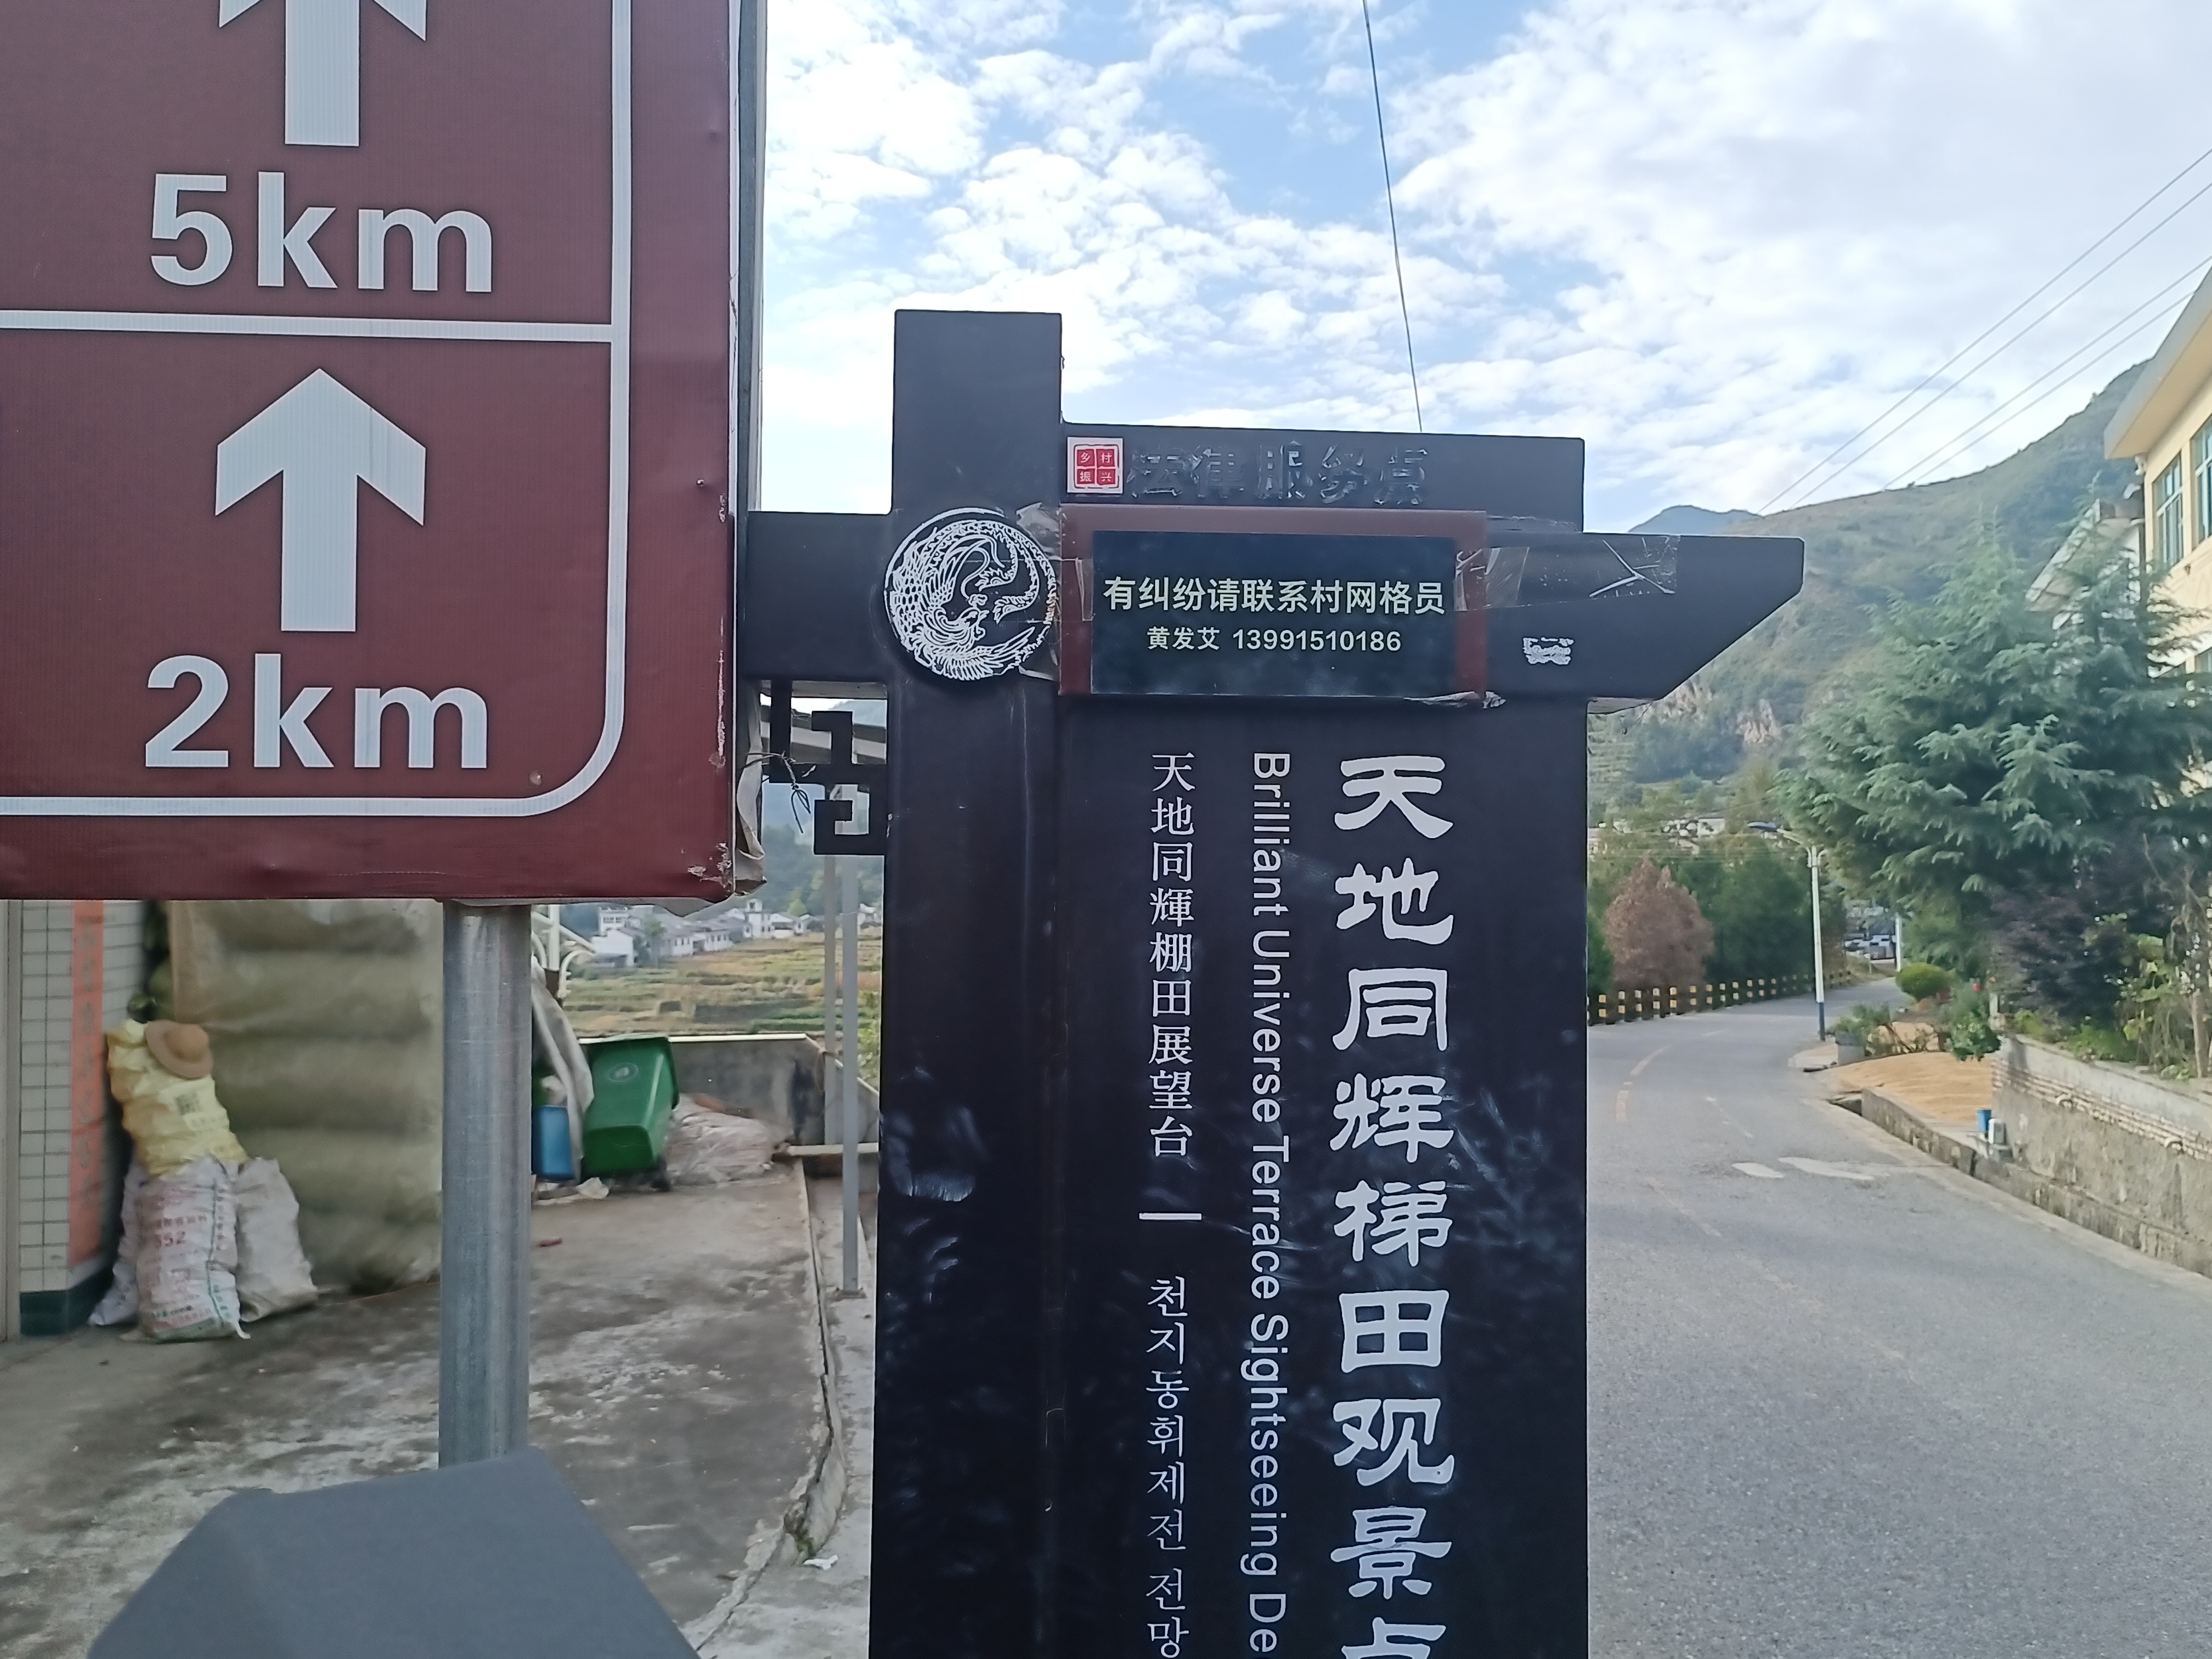 5km
2km
乡村
振兴
法律服务点
有纠纷请联系村网格员
黄发艾 13991510186
天地同辉梯田观景点
Brilliant Universe Terrace Sightseeing De
天地同輝棚田展望台
천지동휘제전 전망